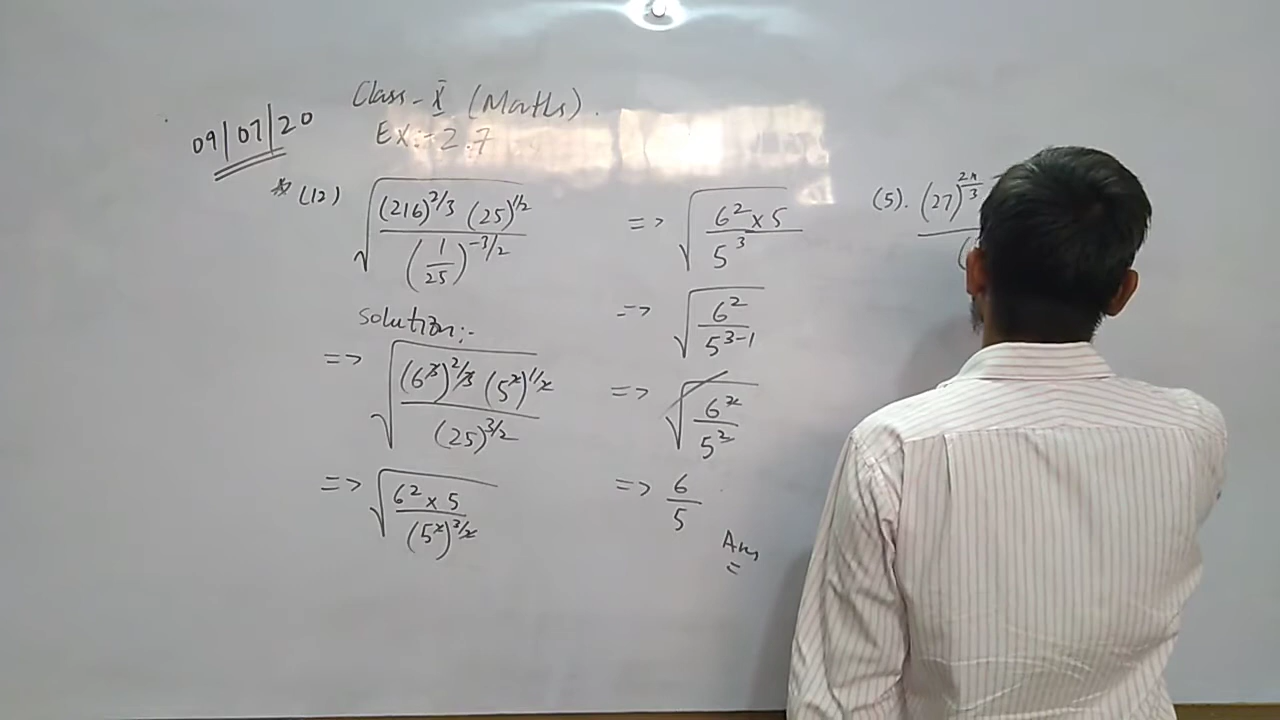 09/07/20
Class - X (Maths).
Ex:- 2.7
* (12) √((216)^2/3 (25)^1/2 / (1/25)^-3/2)
Solution:-
=> √((6^3)^2/3 (5^2)^1/2 / (25)^3/2)
=> √(6^2 x 5 / (5^2)^3/2)
=> √(6^2 x 5 / 5^3)
=> √(6^2 / 5^3-1)
=> √(6^2 / 5^2)
=> 6/5
Ans
(5). (27)^2n/3
(